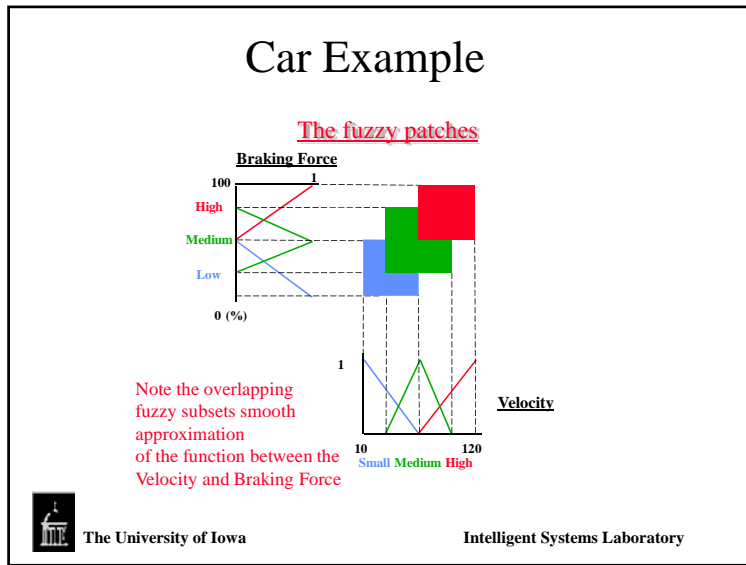 Car Example
The fuzzy patches
Braking Force
100
1
High
Medium
Low
0 (%)
1
Note the overlapping
fuzzy subsets smooth
approximation
of the function between the
Velocity and Braking Force
Velocity
10
120
Small Medium High
The University of Iowa
Intelligent Systems Laboratory